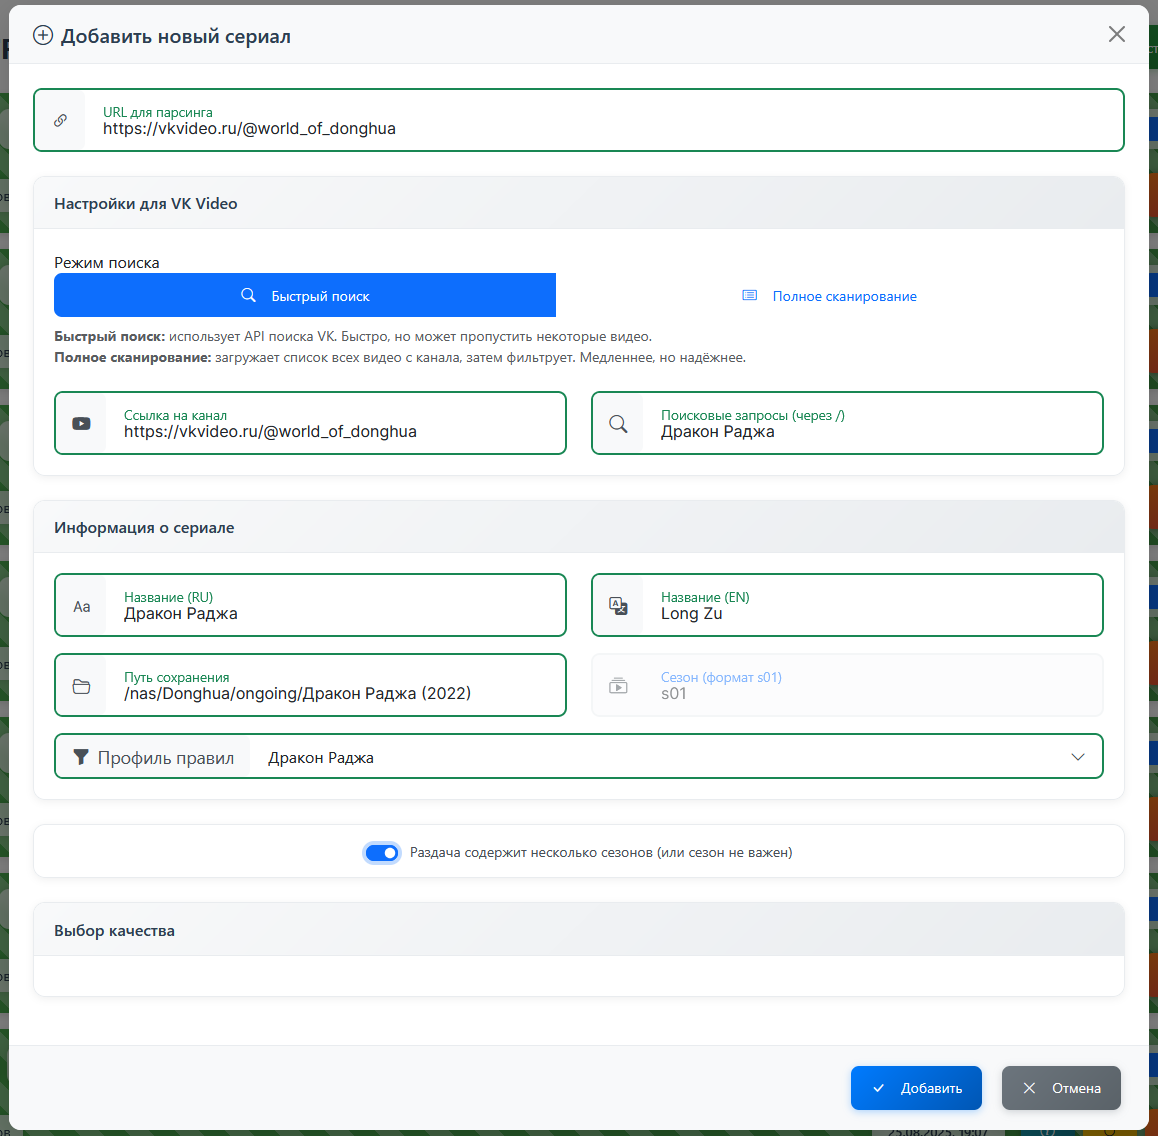 Добавить новый сериал
URL для парсинга
https://vkvideo.ru/@world_of_donghua
Настройки для VK Video
Режим поиска
Быстрый поиск
Полное сканирование
Быстрый поиск: использует API поиска VK. Быстро, но может пропустить некоторые видео.
Полное сканирование: загружает список всех видео с канала, затем фильтрует. Медленнее, но надёжнее.
Ссылка на канал
https://vkvideo.ru/@world_of_donghua
Поисковые запросы (через /)
Дракон Раджа
Информация о сериале
Aa
Название (RU)
Дракон Раджа
Название (EN)
Long Zu
Путь сохранения
/nas/Donghua/ongoing/Дракон Раджа (2022)
Сезон (формат s01)
s01
Профиль правил
Дракон Раджа
Раздача содержит несколько сезонов (или сезон не важен)
Выбор качества
Добавить
Отмена